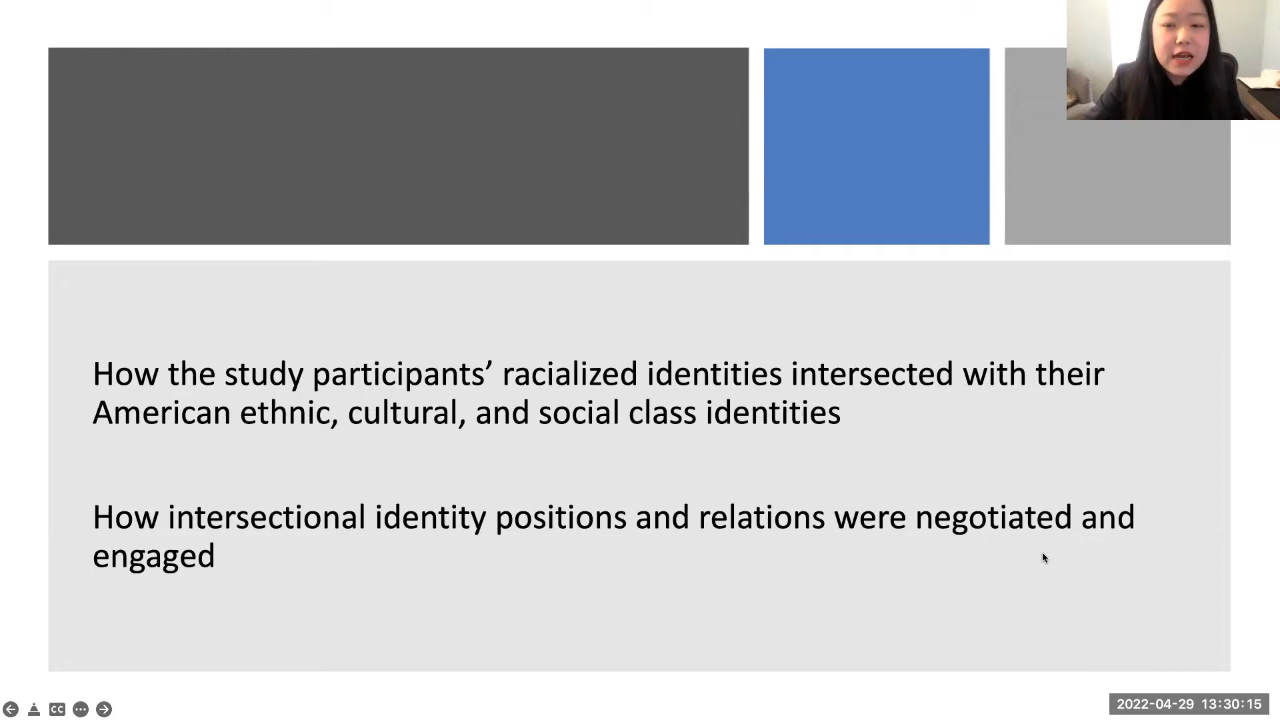 How the study participants’ racialized identities intersected with their
American ethnic, cultural, and social class identities
How intersectional identity positions and relations were negotiated and
engaged
CC
2022-04-29 13:30:15